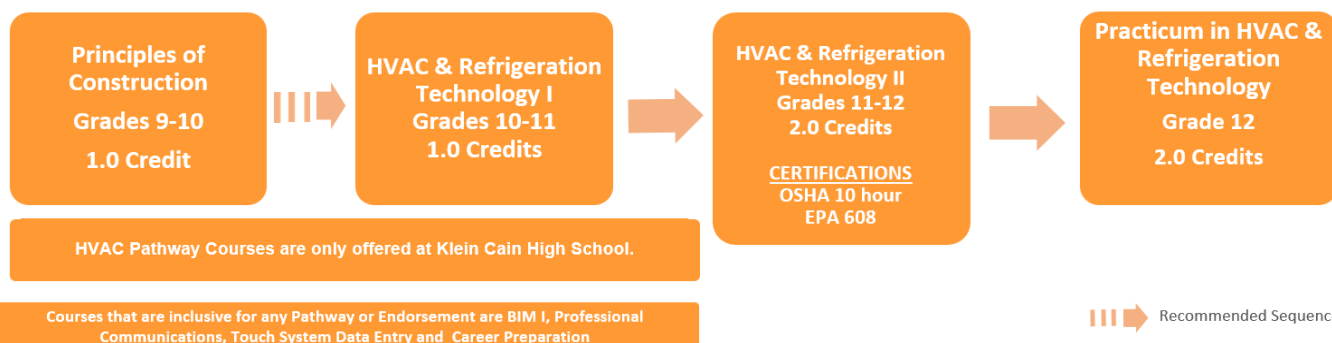 Principles of
Construction
Grades 9-10
1.0 Credit
HVAC & Refrigeration
Technology I
Grades 10-11
1.0 Credits
HVAC & Refrigeration
Technology II
Grades 11-12
2.0 Credits
CERTIFICATIONS
OSHA 10 hour
EPA 608
Practicum in HVAC &
Refrigeration
Technology
Grade 12
2.0 Credits
HVAC Pathway Courses are only offered at Klein Cain High School.
Courses that are inclusive for any Pathway or Endorsement are BIM I, Professional
Communications, Touch System Data Entry and Career Preparation
Recommended Sequenc